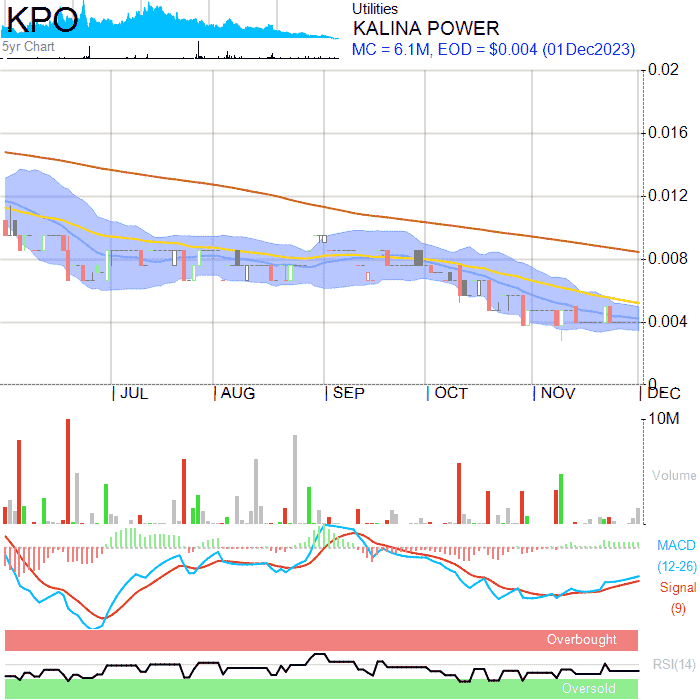 KPO
5yr Chart
Utilities
KALINA POWER
MC = 6.1M, EOD = $0.004 (01Dec2023)
0.02
0.016
0.012
0.008
0.004
0
JUL
AUG
SEP
OCT
NOV
DEC
10M
Volume
MACD
(12-26)
Signal
(9)
Overbought
RSI(14)
Oversold